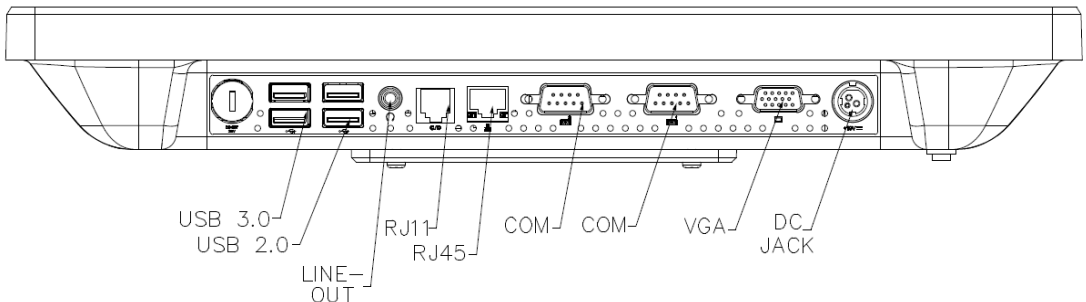 C/D
USB 3.0
USB 2.0
LINE-
OUT
RJ11
RJ45
COM
COM
VGA
DC
JACK